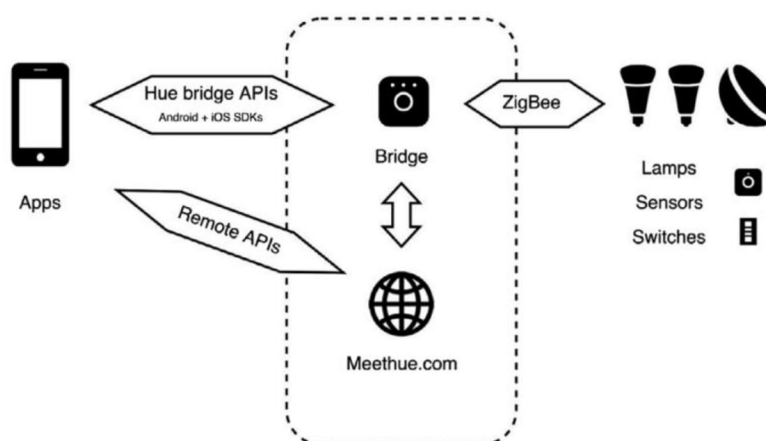 Hue bridge APIs
Android + iOS SDKs
ZigBee
Bridge
Apps
Remote APIs
Lamps
Sensors
Switches
Meethue.com